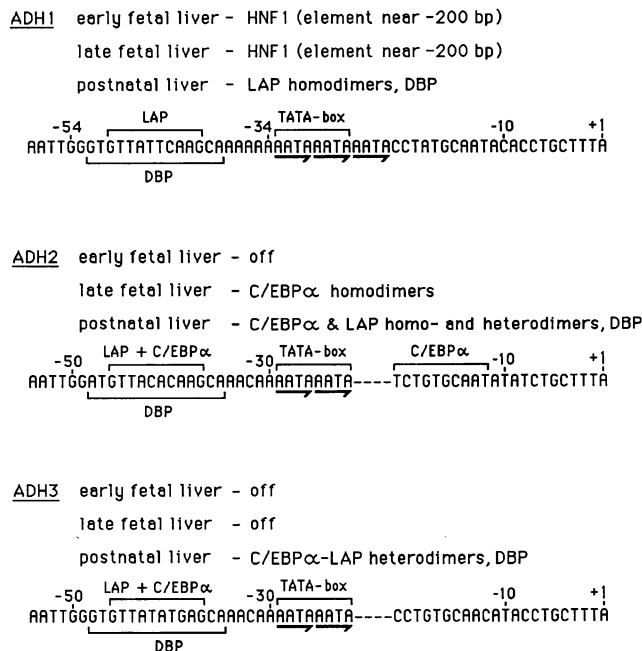 ADH1 early fetal liver - HNF1 (element near -200 bp)
late fetal liver - HNF1 (element near -200 bp)
postnatal liver - LAP homodimers, DBP
-54 LAP -34 TATA-box -10 +1
AATTGGGTGTTATTCAAGCAAAAAAAATAAATAAATACCTATGCAATACACCTGCTTTA
DBP
ADH2 early fetal liver - off
late fetal liver - C/EBPα homodimers
postnatal liver - C/EBPα & LAP homo- and heterodimers, DBP
-50 LAP + C/EBPα -30 TATA-box C/EBPα -10 +1
AATTGGATGTTACACAAGCAAACAAAATAAATA----TCTGTGCAATATATCTGCTTTA
DBP
ADH3 early fetal liver - off
late fetal liver - off
postnatal liver - C/EBPα-LAP heterodimers, DBP
-50 LAP + C/EBPα -30 TATA-box -10 +1
AATTGGGTGTTATATGAGCAAACAAAATAAATA----CCTGTGCAACATACCTGCTTTA
DBP